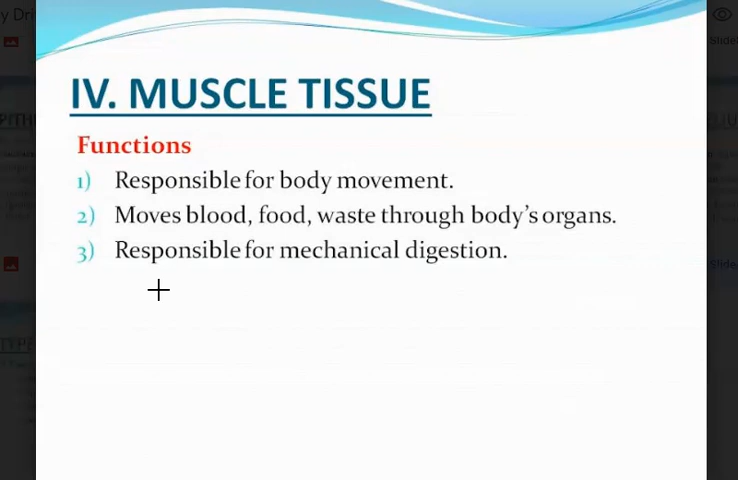 IV. MUSCLE TISSUE
Functions
1) Responsible for body movement.
2) Moves blood, food, waste through body's organs.
3) Responsible for mechanical digestion.